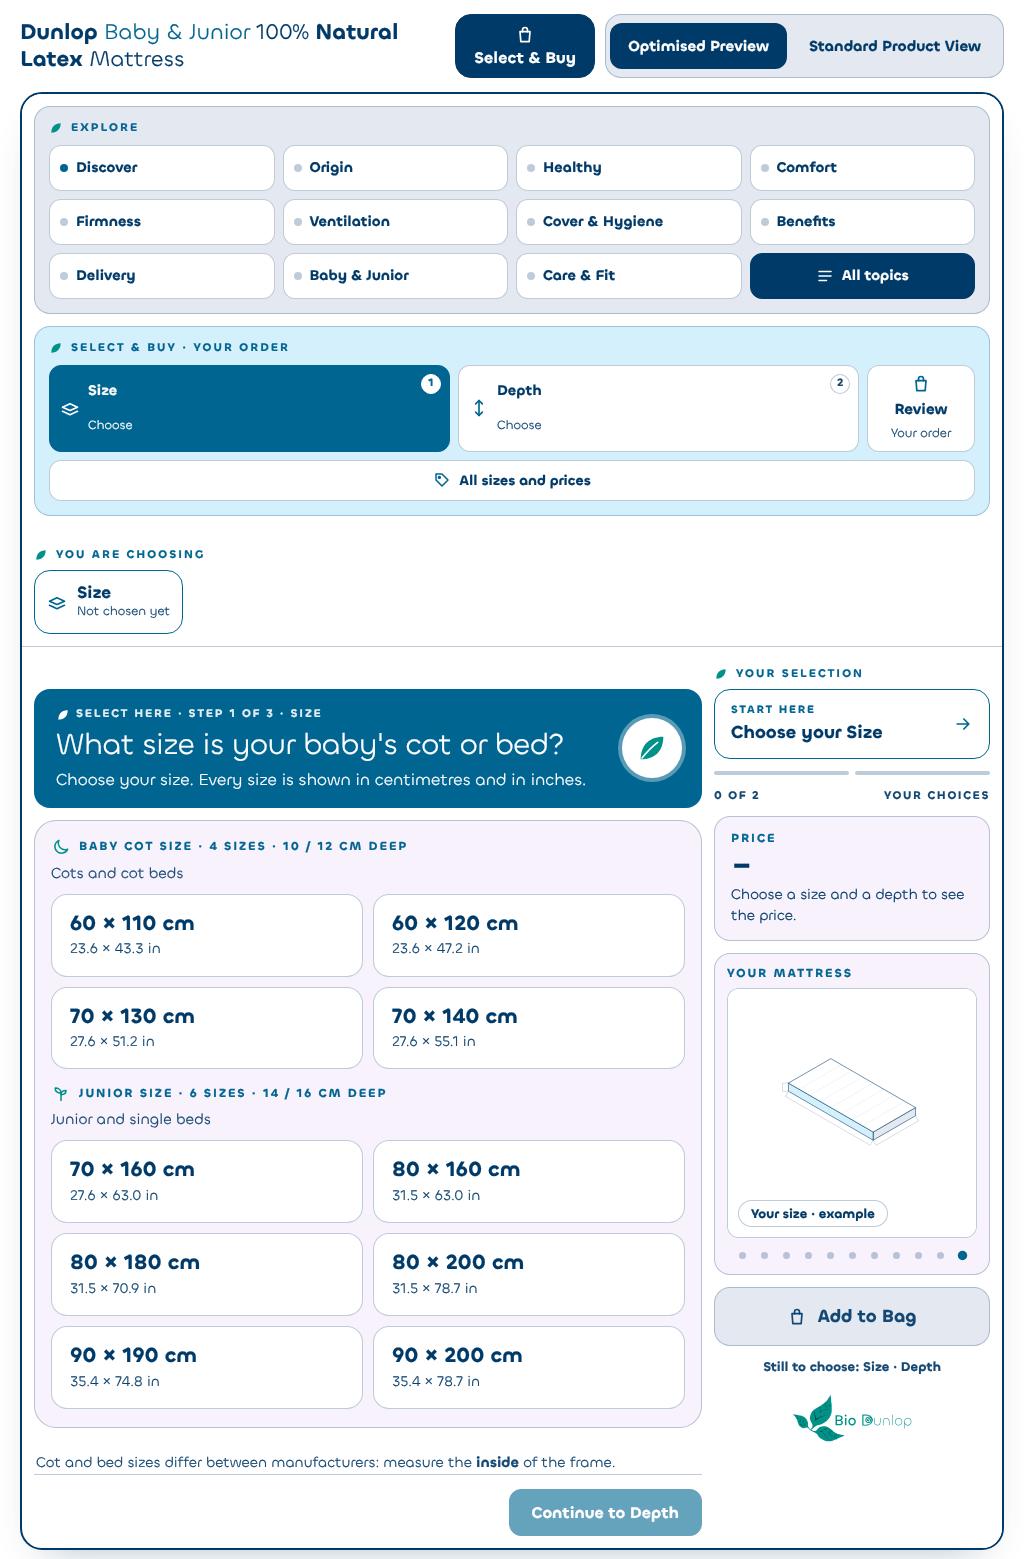 Dunlop Baby & Junior 100% Natural
Latex Mattress
Select & Buy
Optimised Preview
Standard Product View
EXPLORE
Discover
Origin
Healthy
Comfort
Firmness
Ventilation
Cover & Hygiene
Benefits
Delivery
Baby & Junior
Care & Fit
All topics
SELECT & BUY · YOUR ORDER
Size
1
Choose
Depth
2
Choose
Review
Your order
All sizes and prices
YOU ARE CHOOSING
Size
Not chosen yet
SELECT HERE · STEP 1 OF 3 · SIZE
What size is your baby's cot or bed?
Choose your size. Every size is shown in centimetres and in inches.
BABY COT SIZE · 4 SIZES · 10 / 12 CM DEEP
Cots and cot beds
60 × 110 cm
23.6 × 43.3 in
60 × 120 cm
23.6 × 47.2 in
70 × 130 cm
27.6 × 51.2 in
70 × 140 cm
27.6 × 55.1 in
JUNIOR SIZE · 6 SIZES · 14 / 16 CM DEEP
Junior and single beds
70 × 160 cm
27.6 × 63.0 in
80 × 160 cm
31.5 × 63.0 in
80 × 180 cm
31.5 × 70.9 in
80 × 200 cm
31.5 × 78.7 in
90 × 190 cm
35.4 × 74.8 in
90 × 200 cm
35.4 × 78.7 in
Cot and bed sizes differ between manufacturers: measure the inside of the frame.
Continue to Depth
YOUR SELECTION
START HERE
Choose your Size
0 OF 2
YOUR CHOICES
PRICE
–
Choose a size and a depth to see
the price.
YOUR MATTRESS
Your size · example
Add to Bag
Still to choose: Size · Depth
Bio Dunlop